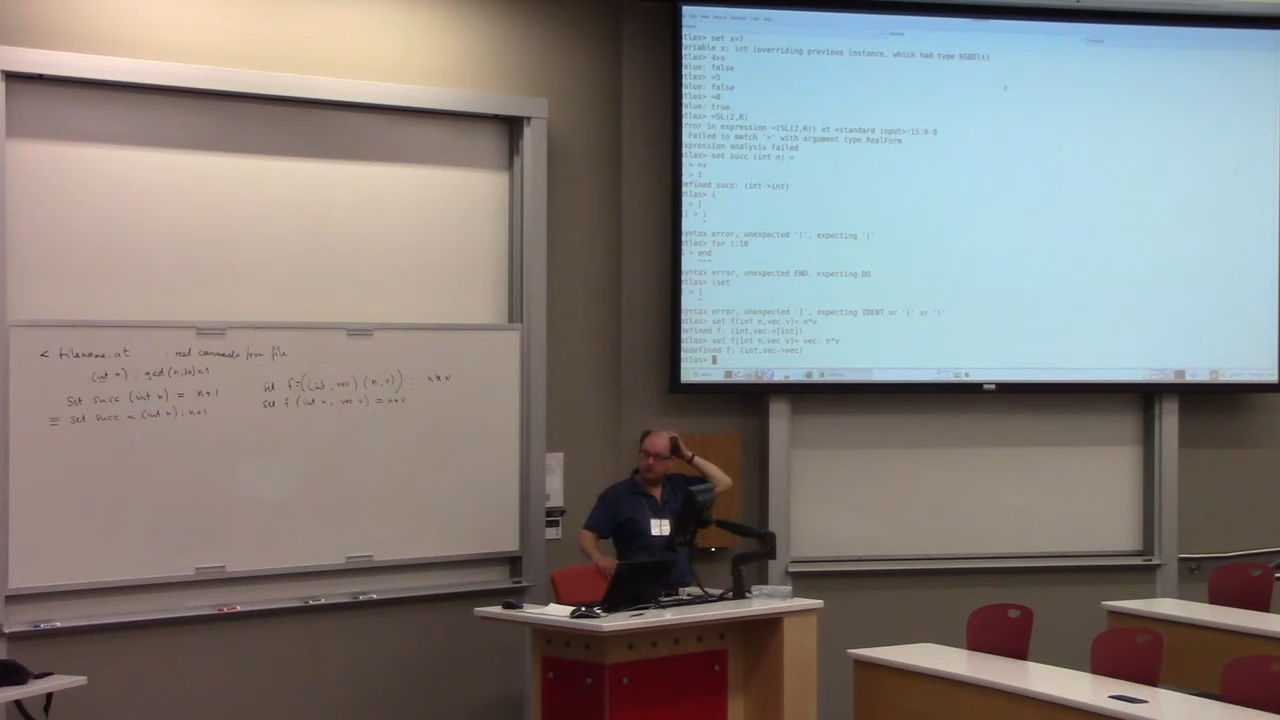 < filename.at : read commands from file
(int n) : gcd(n,10)=1
set succ (int n) = n+1
≡ set succ = (int n): n+1
set f=((int, vec) (n,v)) : n*v
set f (int n, vec v) = n*v
atlas> set x=7
Variable x: int (overriding previous instance, which had type KGBElt)
atlas> 4>x
Value: false
atlas> =5
Value: false
atlas> =0
Value: true
atlas> =SL(2,R)
Error in expression =(SL(2,R)) at <standard input>:15:0-8
Failed to match '=' with argument type RealForm
Expression analysis failed
atlas> set succ (int n) =
> n+
> 1
Defined succ: (int->int)
atlas> (
> [
> )
^
syntax error, unexpected ')', expecting '|'
atlas> for i:10
> end
^^^
syntax error, unexpected END, expecting DO
atlas> (set
> ]
^
syntax error, unexpected ']', expecting IDENT or '(' or '!'
atlas> set f(int n,vec v)= n*v
Defined f: (int,vec->[int])
atlas> set f(int n,vec v)= vec: n*v
Redefined f: (int,vec->vec)
atlas>